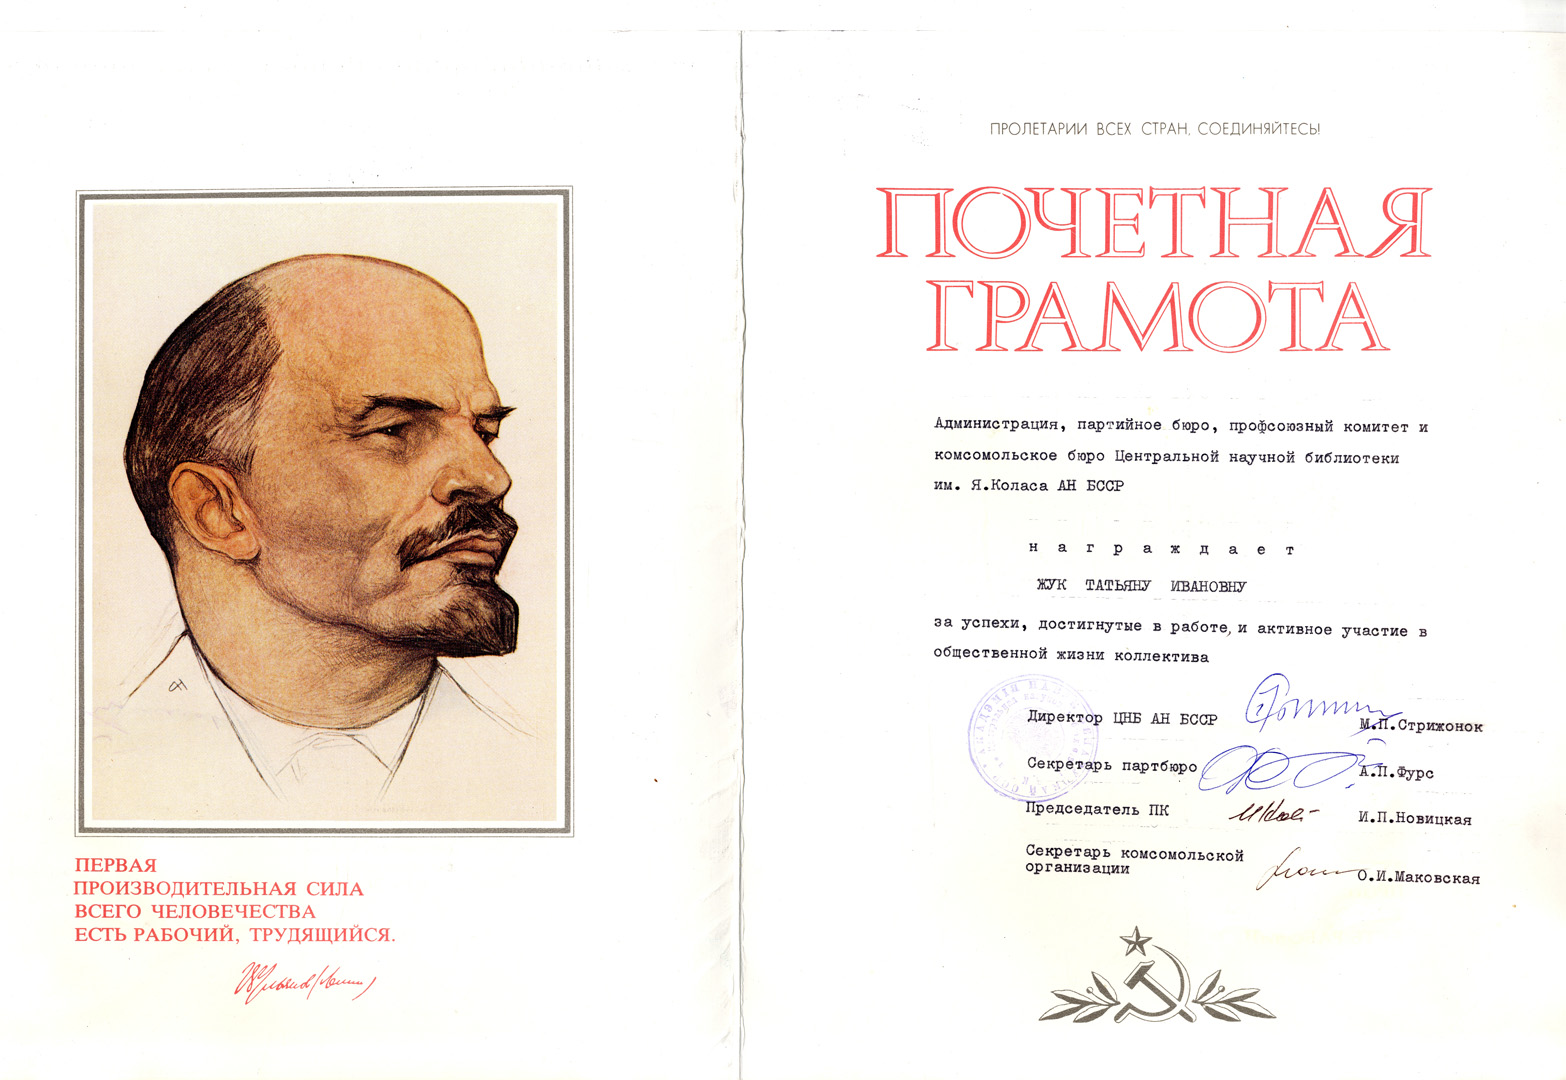 ПЕРВАЯ
ПРОИЗВОДИТЕЛЬНАЯ СИЛА
ВСЕГО ЧЕЛОВЕЧЕСТВА
ЕСТЬ РАБОЧИЙ, ТРУДЯЩИЙСЯ.
В. Ульянов (Ленин)
ПРОЛЕТАРИИ ВСЕХ СТРАН, СОЕДИНЯЙТЕСЬ!
ПОЧЕТНАЯ
ГРАМОТА
Администрация, партийное бюро, профсоюзный комитет и
комсомольское бюро Центральной научной библиотеки
им. Я.Коласа АН БССР
награждает
ЖУК ТАТЬЯНУ ИВАНОВНУ
за успехи, достигнутые в работе, и активное участие в
общественной жизни коллектива
Директор ЦНБ АН БССР М.П.Стрижонок
Секретарь партбюро А.П.Фурс
Председатель ПК И.П.Новицкая
Секретарь комсомольской
организации О.И.Маковская